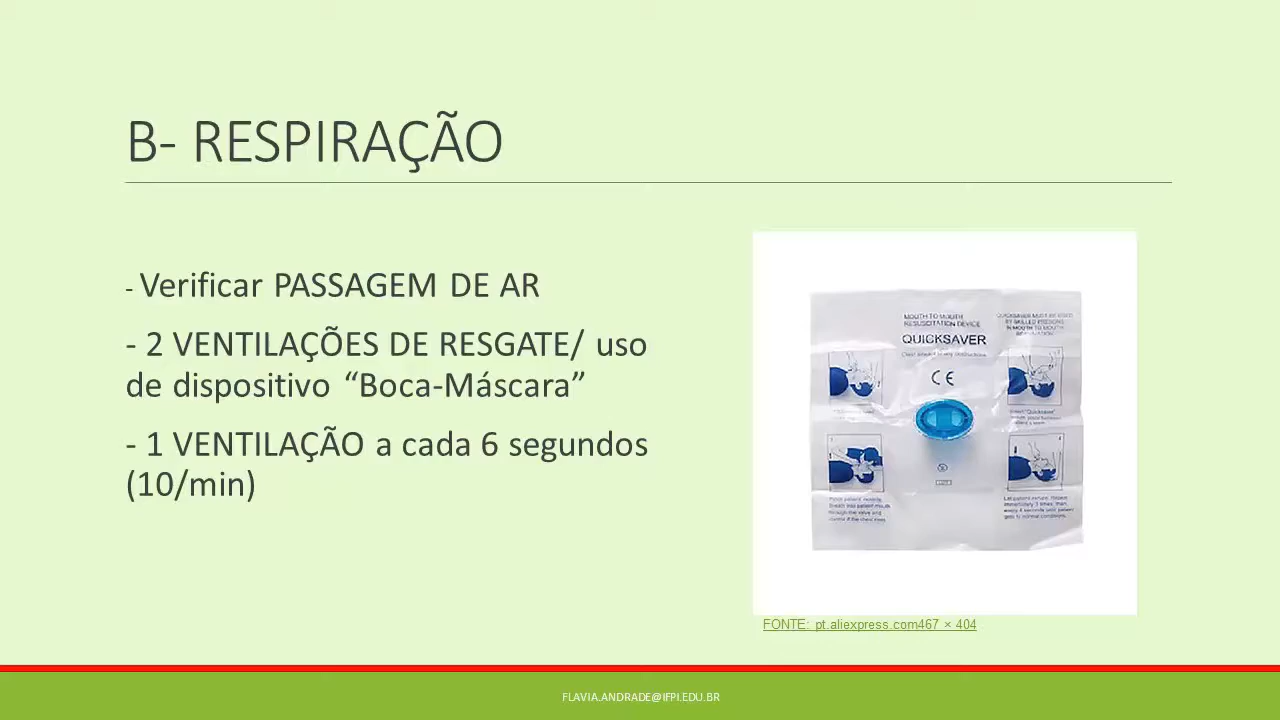 B- RESPIRAÇÃO
- Verificar PASSAGEM DE AR
- 2 VENTILAÇÕES DE RESGATE/ uso
de dispositivo “Boca-Máscara”
- 1 VENTILAÇÃO a cada 6 segundos
(10/min)
MOUTH TO MOUTH
RESUSCITATION DEVICE
QUICKSAVER
CE
FONTE: pt.aliexpress.com467 × 404
FLAVIA.ANDRADE@IFPI.EDU.BR